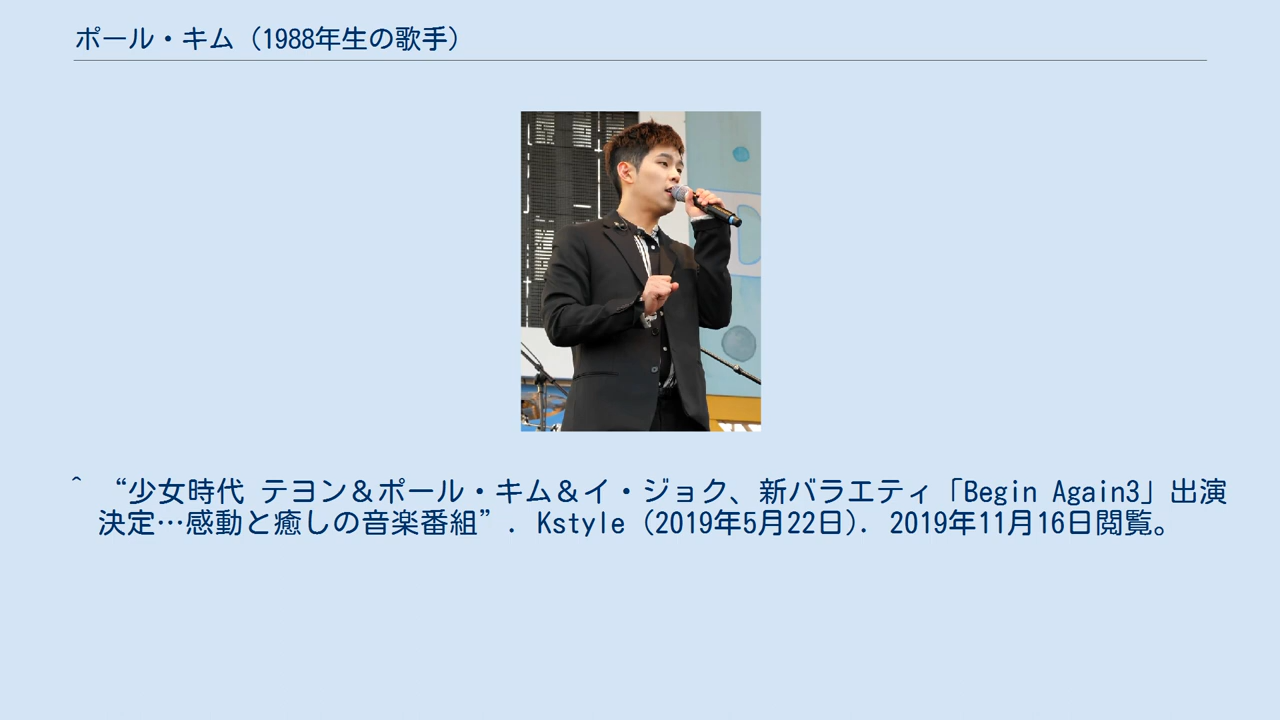 ポール・キム（1988年生の歌手）
^ “少女時代 テヨン＆ポール・キム＆イ・ジョク、新バラエティ「Begin Again3」出演
決定…感動と癒しの音楽番組”. Kstyle (2019年5月22日). 2019年11月16日閲覧。